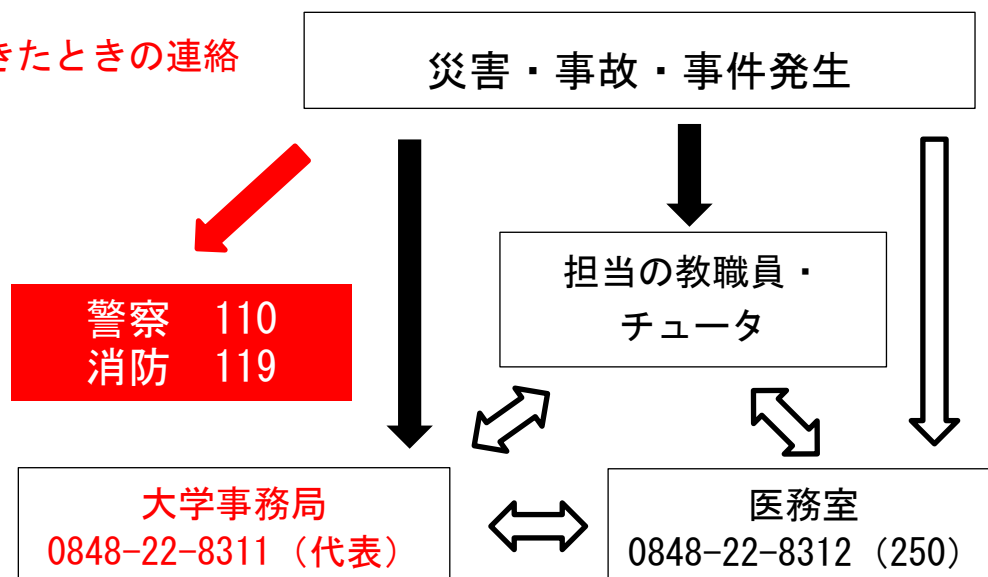 きたときの連絡
災害・事故・事件発生
担当の教職員・
チュータ
警察　110
消防　119
大学事務局
0848-22-8311（代表）
医務室
0848-22-8312（250）